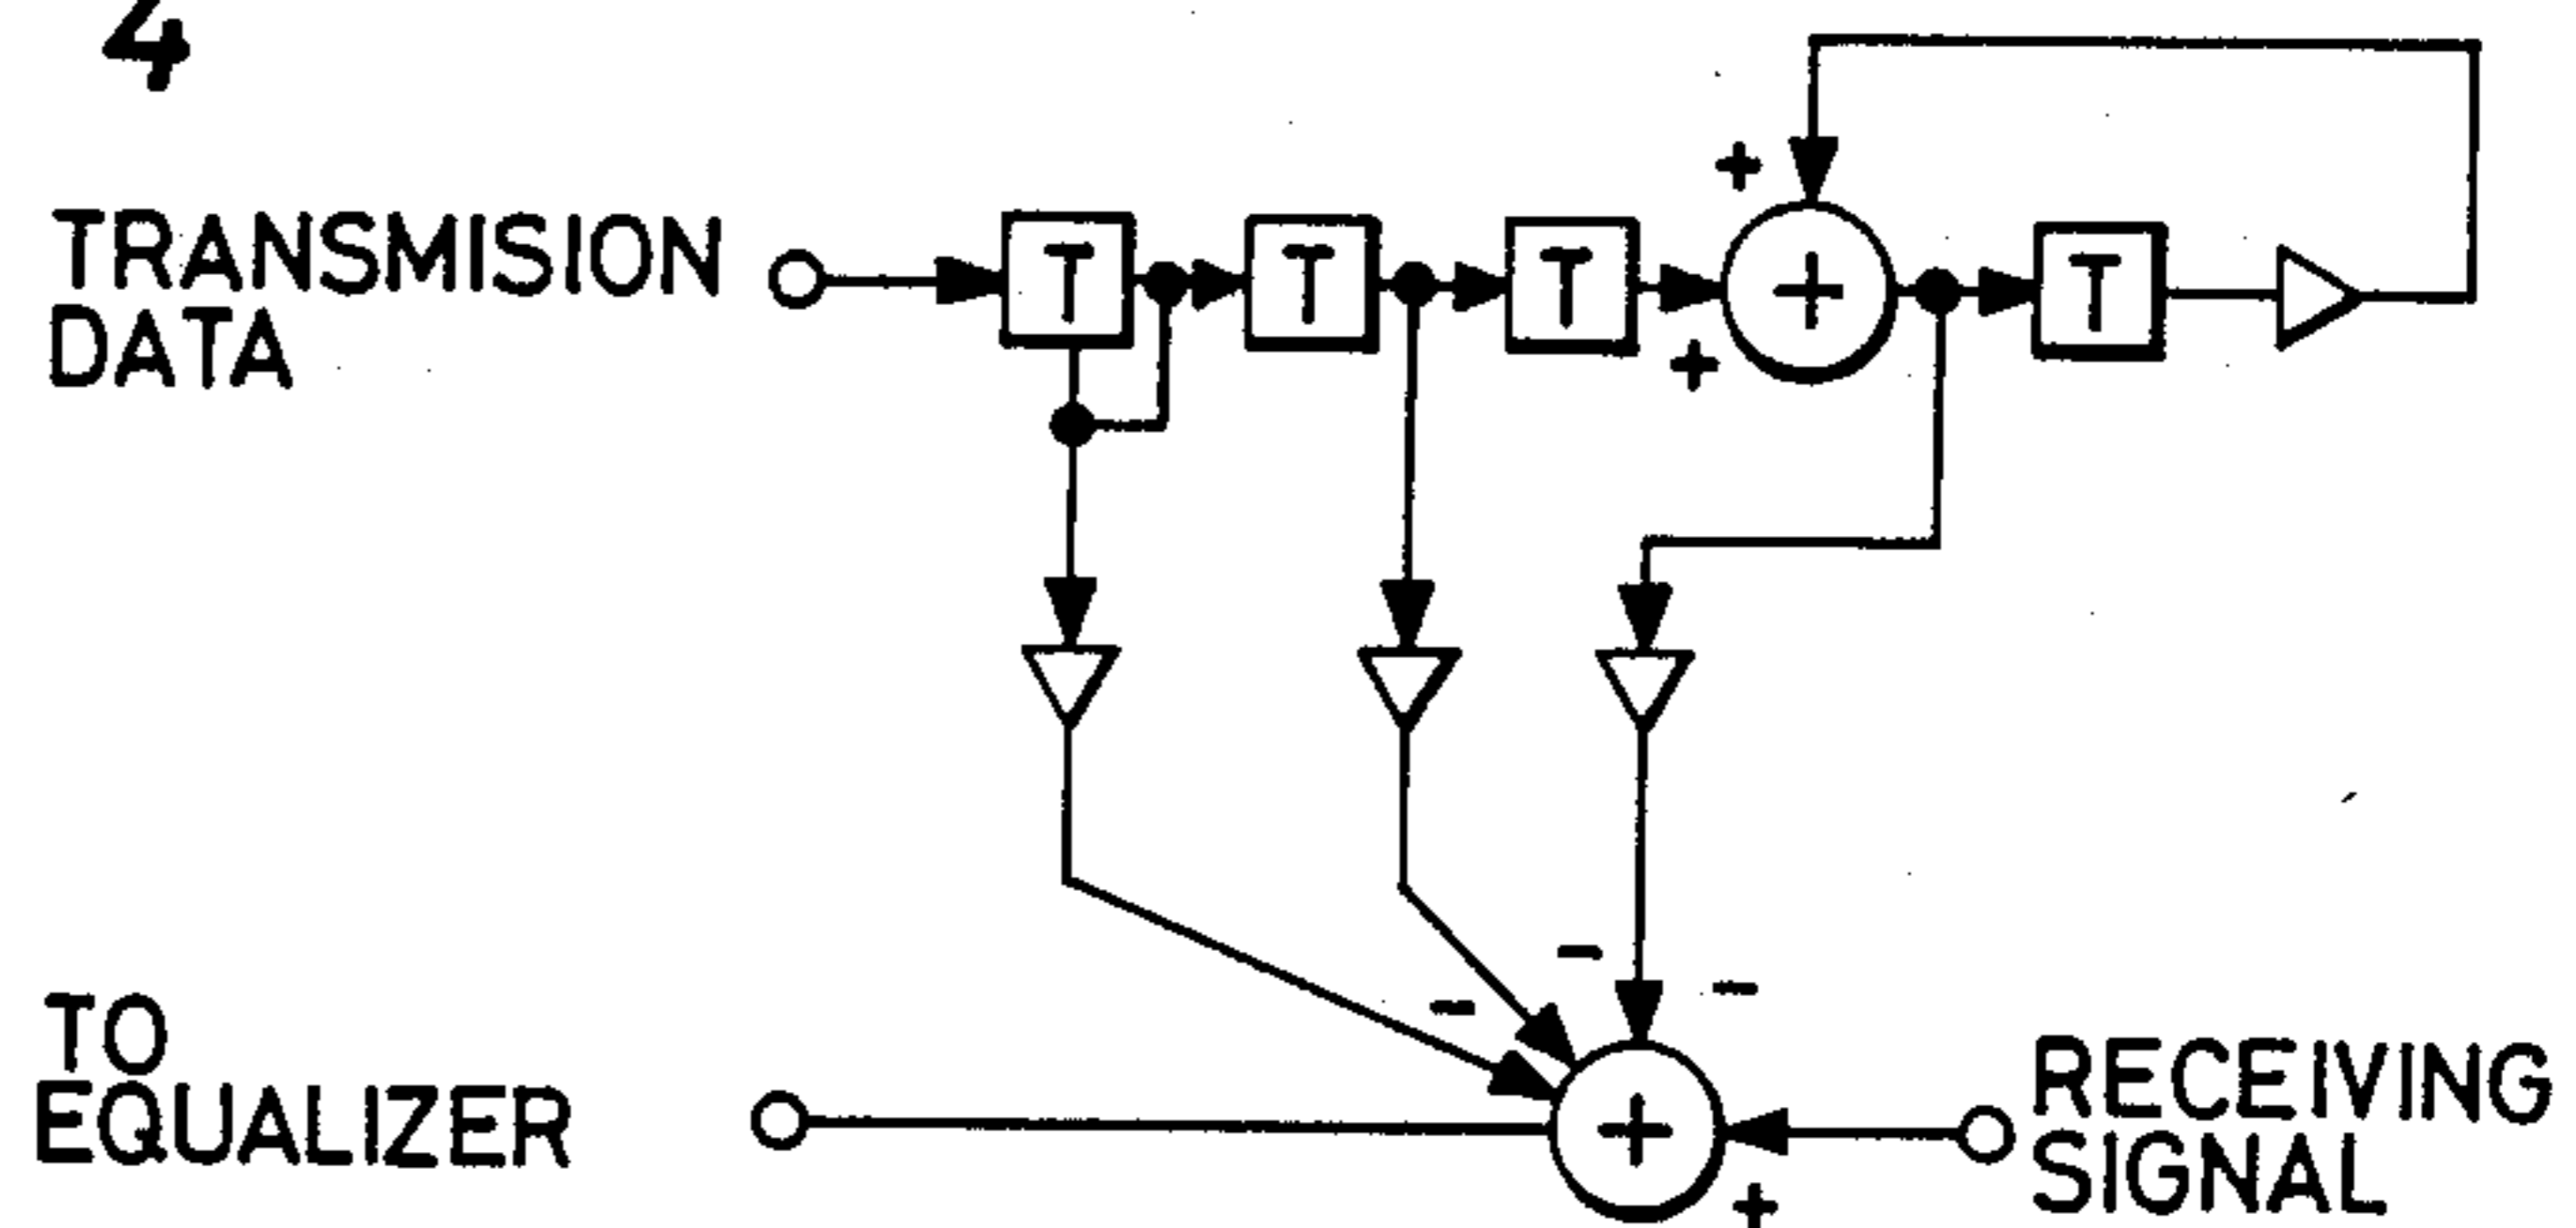 4
TRANSMISION
DATA
T
T
T
+
T
+
+
-
-
-
TO
EQUALIZER
+
RECEIVING
SIGNAL
+